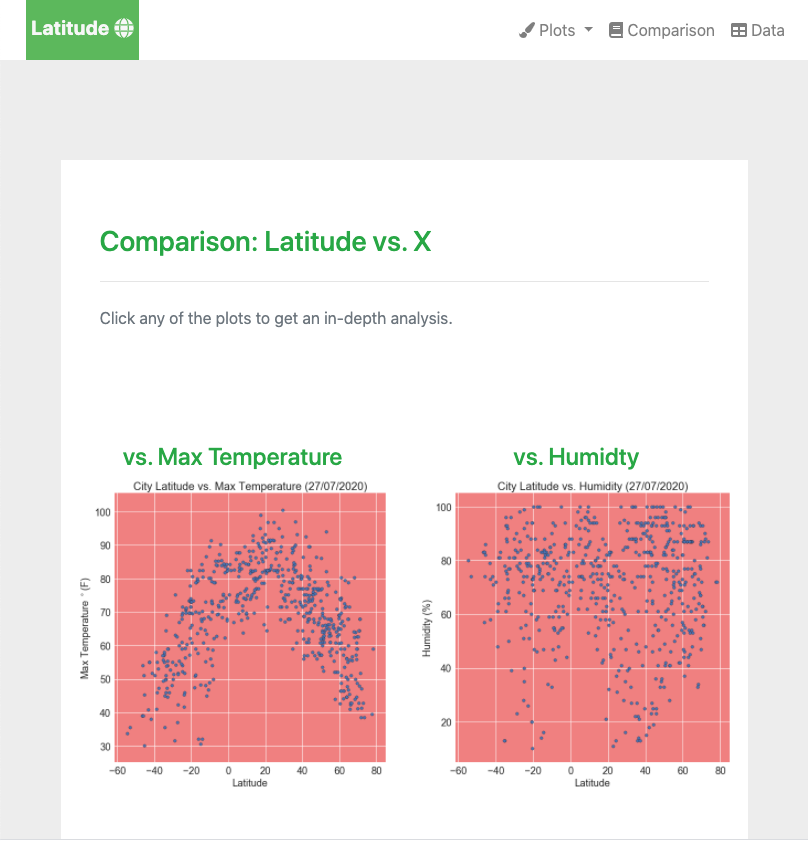 Latitude
Plots
Comparison
Data
Comparison: Latitude vs. X
Click any of the plots to get an in-depth analysis.
vs. Max Temperature
City Latitude vs. Max Temperature (27/07/2020)
100
90
80
70
60
50
40
30
Max Temperature ° (F)
−60 −40 −20 0 20 40 60 80
Latitude
vs. Humidty
City Latitude vs. Humidity (27/07/2020)
100
80
60
40
20
Humidity (%)
−60 −40 −20 0 20 40 60 80
Latitude